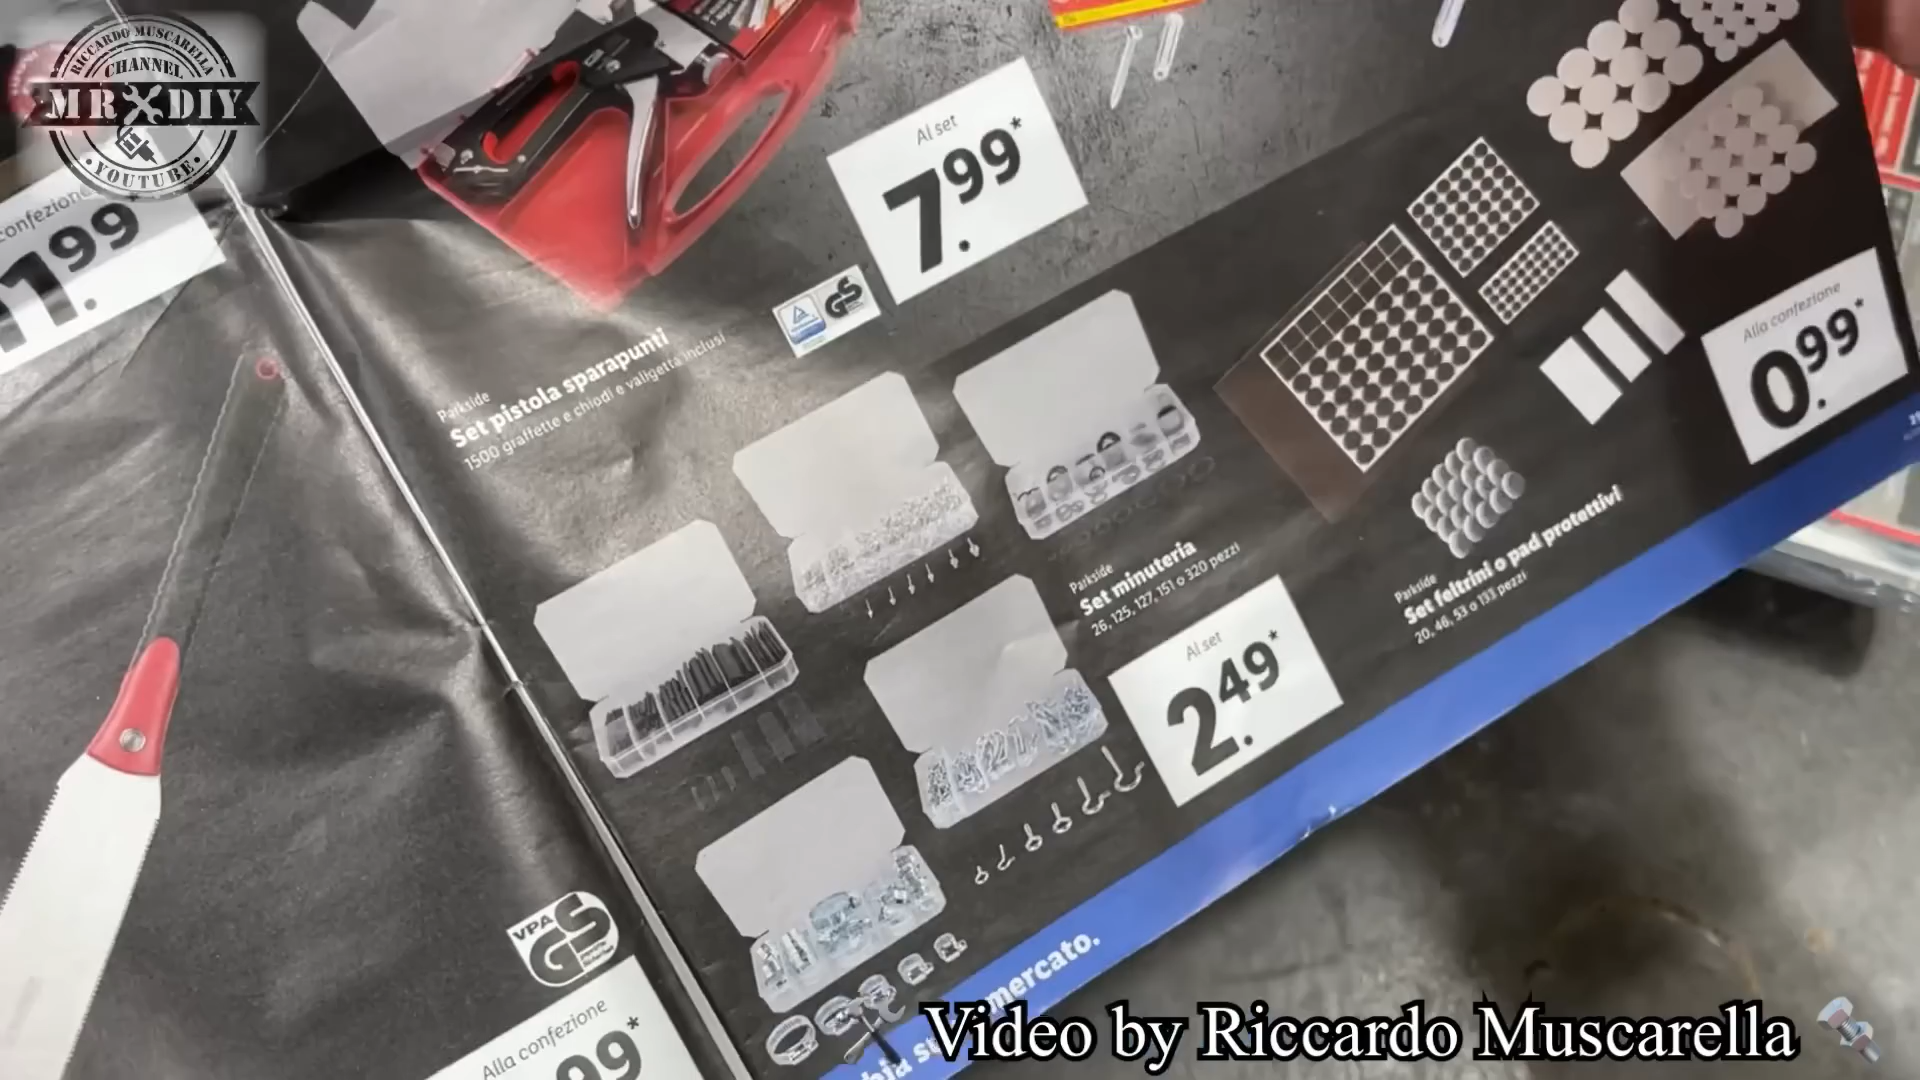 RICCARDO MUSCARELLA
CHANNEL
MR DIY
YOUTUBE
confezione
1.99*
Al set
7.99*
GS
Parkside
Set pistola sparapunti
1500 graffette e chiodi e valigetta inclusi
Alla confezione
0.99*
Parkside
Set minuteria
26, 125, 127, 151 o 320 pezzi
Al set
2.49*
Parkside
Set feltrini o pad protettivi
20, 46, 53 o 133 pezzi
VPA
GS
Alla confezione
99*
mercato.
Video by Riccardo Muscarella